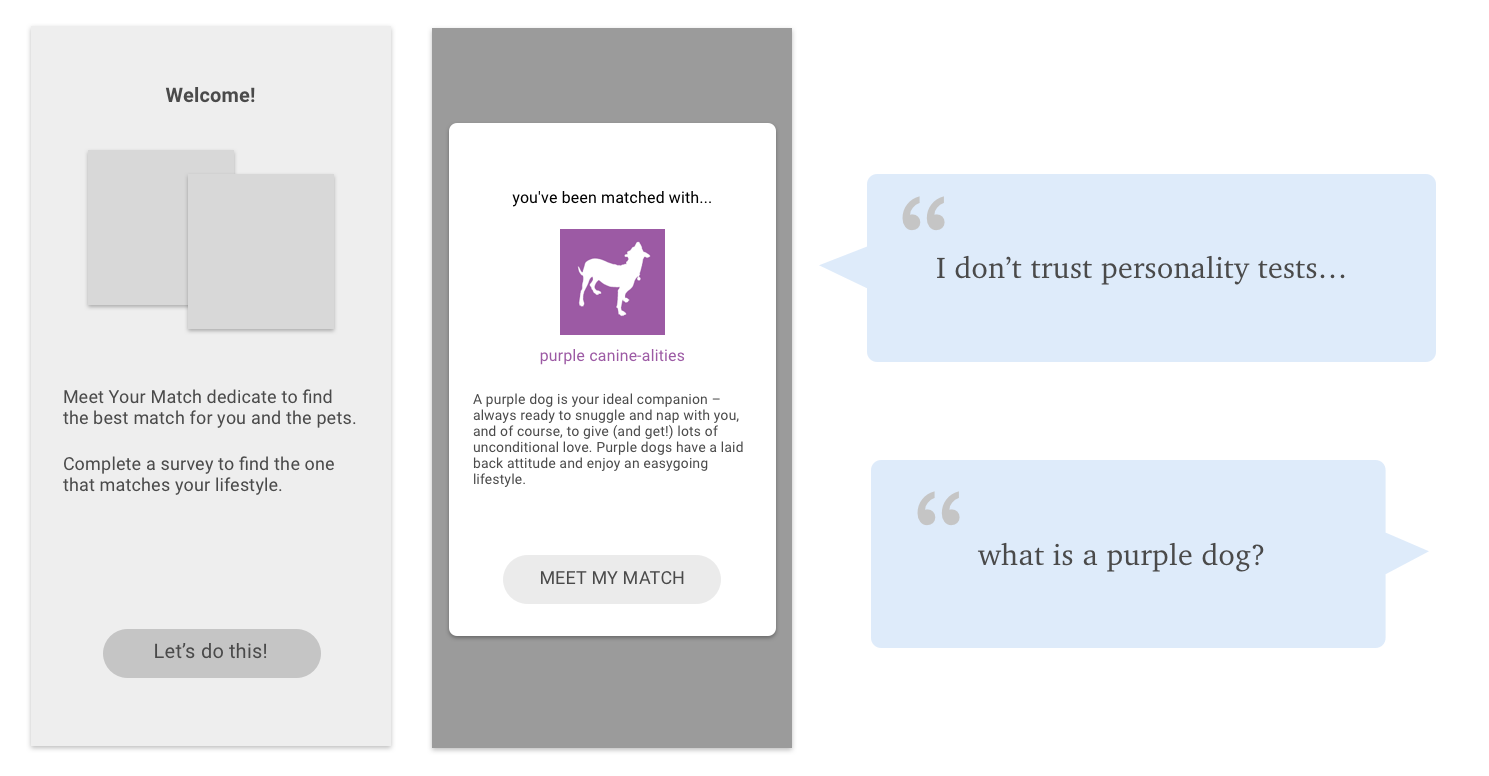 Welcome!
Meet Your Match dedicate to find
the best match for you and the pets.
Complete a survey to find the one
that matches your lifestyle.
Let’s do this!
you've been matched with...
purple canine-alities
A purple dog is your ideal companion –
always ready to snuggle and nap with you,
and of course, to give (and get!) lots of
unconditional love. Purple dogs have a laid
back attitude and enjoy an easygoing
lifestyle.
MEET MY MATCH
“
I don’t trust personality tests…
“
what is a purple dog?